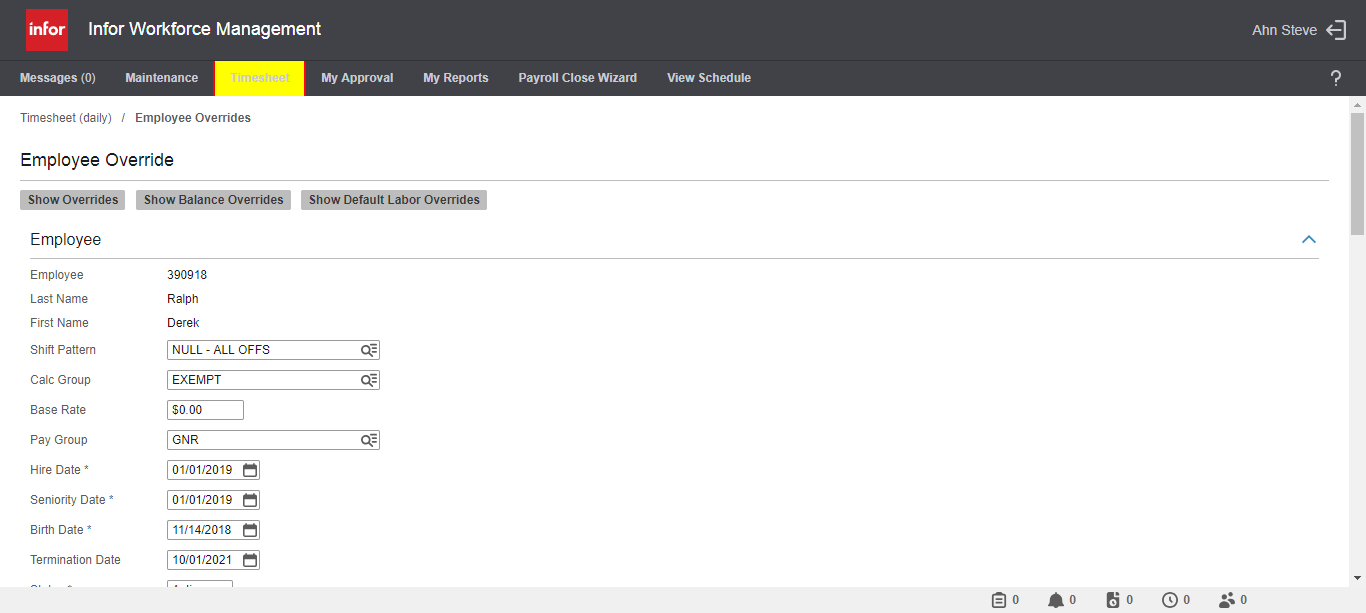 infor Infor Workforce Management Ahn Steve
Messages (0) Maintenance Timesheet My Approval My Reports Payroll Close Wizard View Schedule ?
Timesheet (daily) / Employee Overrides
Employee Override
Show Overrides Show Balance Overrides Show Default Labor Overrides
Employee
Employee 390918
Last Name Ralph
First Name Derek
Shift Pattern NULL - ALL OFFS
Calc Group EXEMPT
Base Rate $0.00
Pay Group GNR
Hire Date * 01/01/2019
Seniority Date * 01/01/2019
Birth Date * 11/14/2018
Termination Date 10/01/2021
0 0 0 0 0